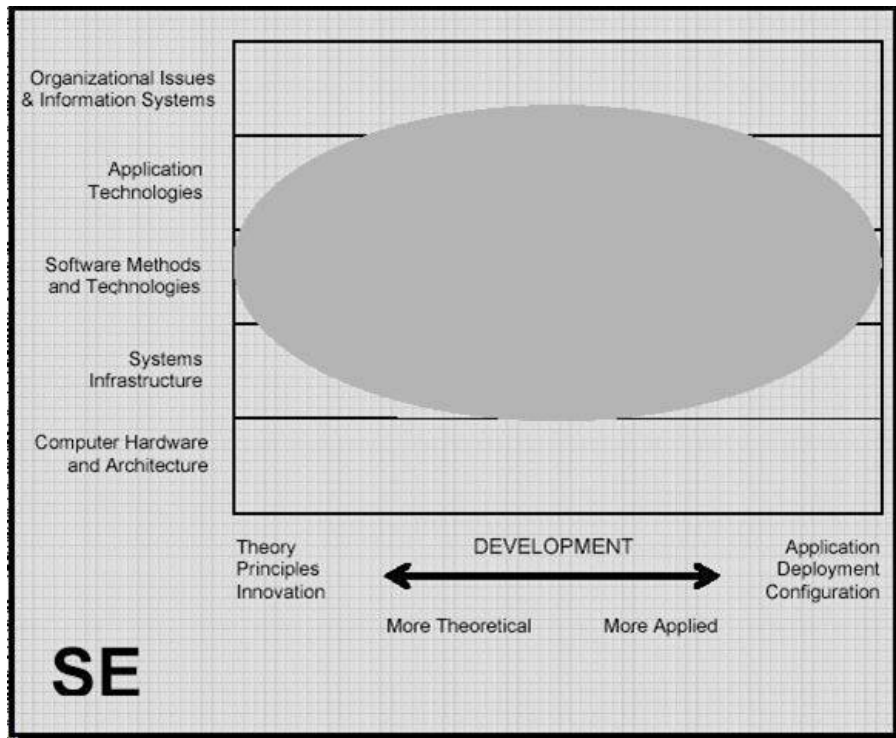 Organizational Issues
& Information Systems
Application
Technologies
Software Methods
and Technologies
Systems
Infrastructure
Computer Hardware
and Architecture
Theory
Principles
Innovation
DEVELOPMENT
Application
Deployment
Configuration
More Theoretical
More Applied
SE